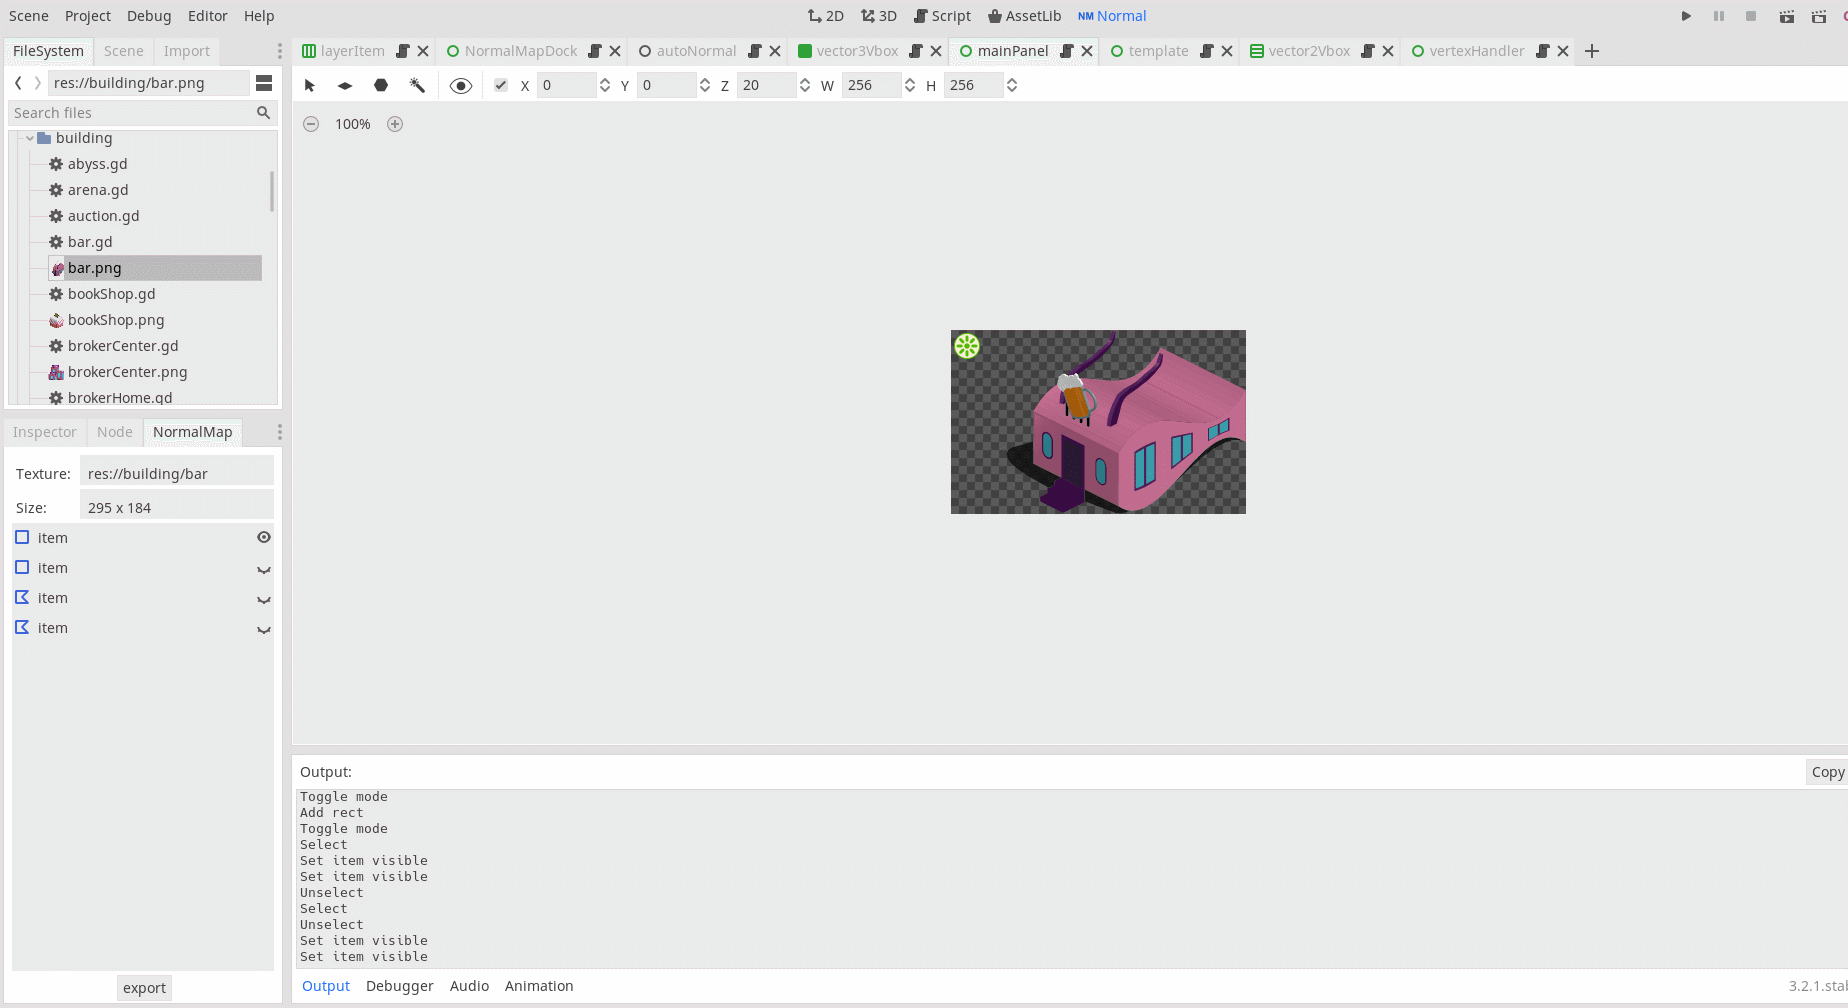 Scene Project Debug Editor Help 2D 3D Script AssetLib NM Normal
FileSystem Scene Import layerItem NormalMapDock autoNormal vector3Vbox mainPanel template vector2Vbox vertexHandler
res://building/bar.png X 0 Y 0 Z 20 W 256 H 256
Search files
100%
building
abyss.gd
arena.gd
auction.gd
bar.gd
bar.png
bookShop.gd
bookShop.png
brokerCenter.gd
brokerCenter.png
brokerHome.gd
Inspector Node NormalMap
Texture: res://building/bar
Size: 295 x 184
item
item
item
item
export
Output:
Copy
Toggle mode
Add rect
Toggle mode
Select
Set item visible
Set item visible
Unselect
Select
Unselect
Set item visible
Set item visible
Output Debugger Audio Animation
3.2.1.sta